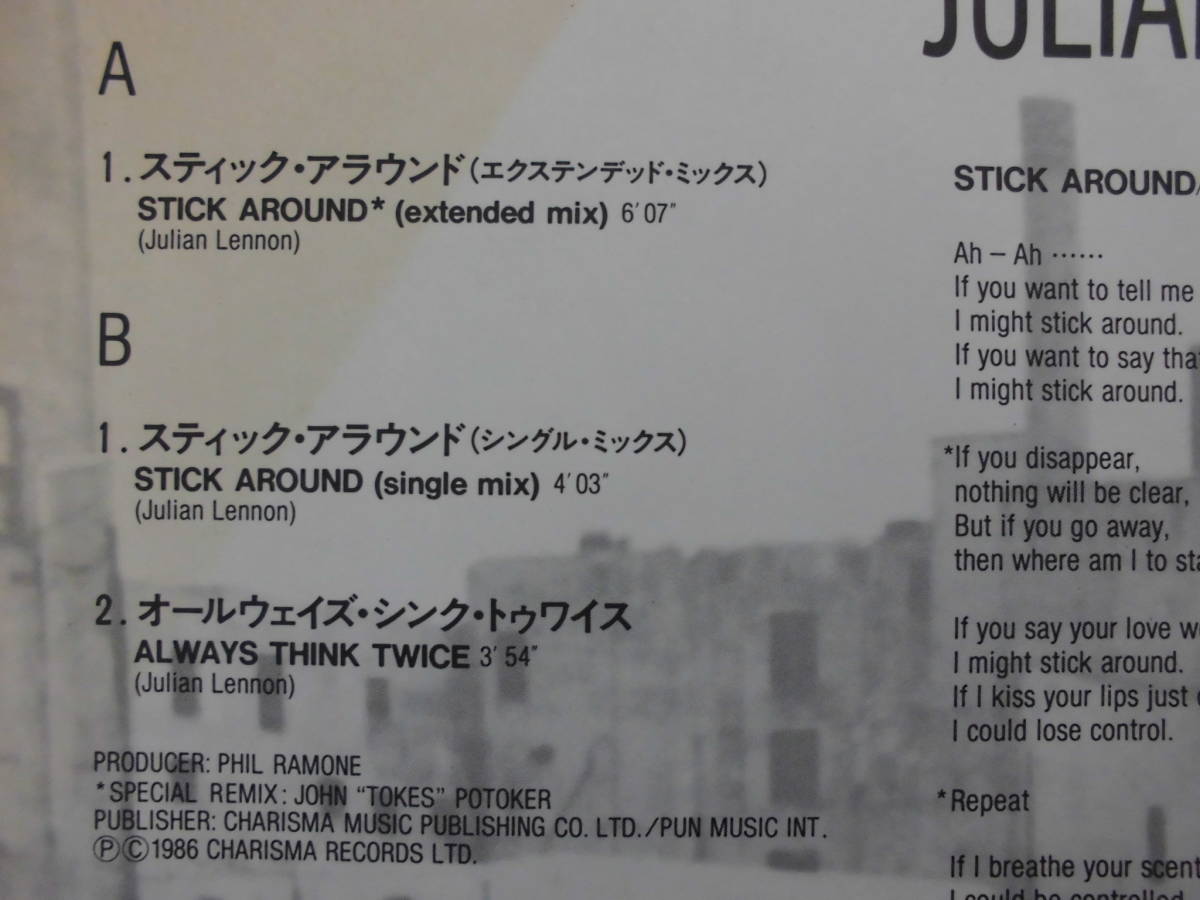 A
1. スティック・アラウンド(エクステンデッド・ミックス)
STICK AROUND* (extended mix) 6′07″
(Julian Lennon)
B
1. スティック・アラウンド(シングル・ミックス)
STICK AROUND (single mix) 4′03″
(Julian Lennon)
2. オールウェイズ・シンク・トゥワイス
ALWAYS THINK TWICE 3′54″
(Julian Lennon)
PRODUCER: PHIL RAMONE
*SPECIAL REMIX: JOHN “TOKES” POTOKER
PUBLISHER: CHARISMA MUSIC PUBLISHING CO. LTD./PUN MUSIC INT.
ⓅⒸ1986 CHARISMA RECORDS LTD.
STICK AROUND
Ah – Ah ……
If you want to tell me
I might stick around.
If you want to say
I might stick around.
*If you disappear,
nothing will be clear,
But if you go away,
then where am I to
If you say your love
I might stick around.
If I kiss your lips just
I could lose control.
*Repeat
If I breathe your scent
I could be controlled